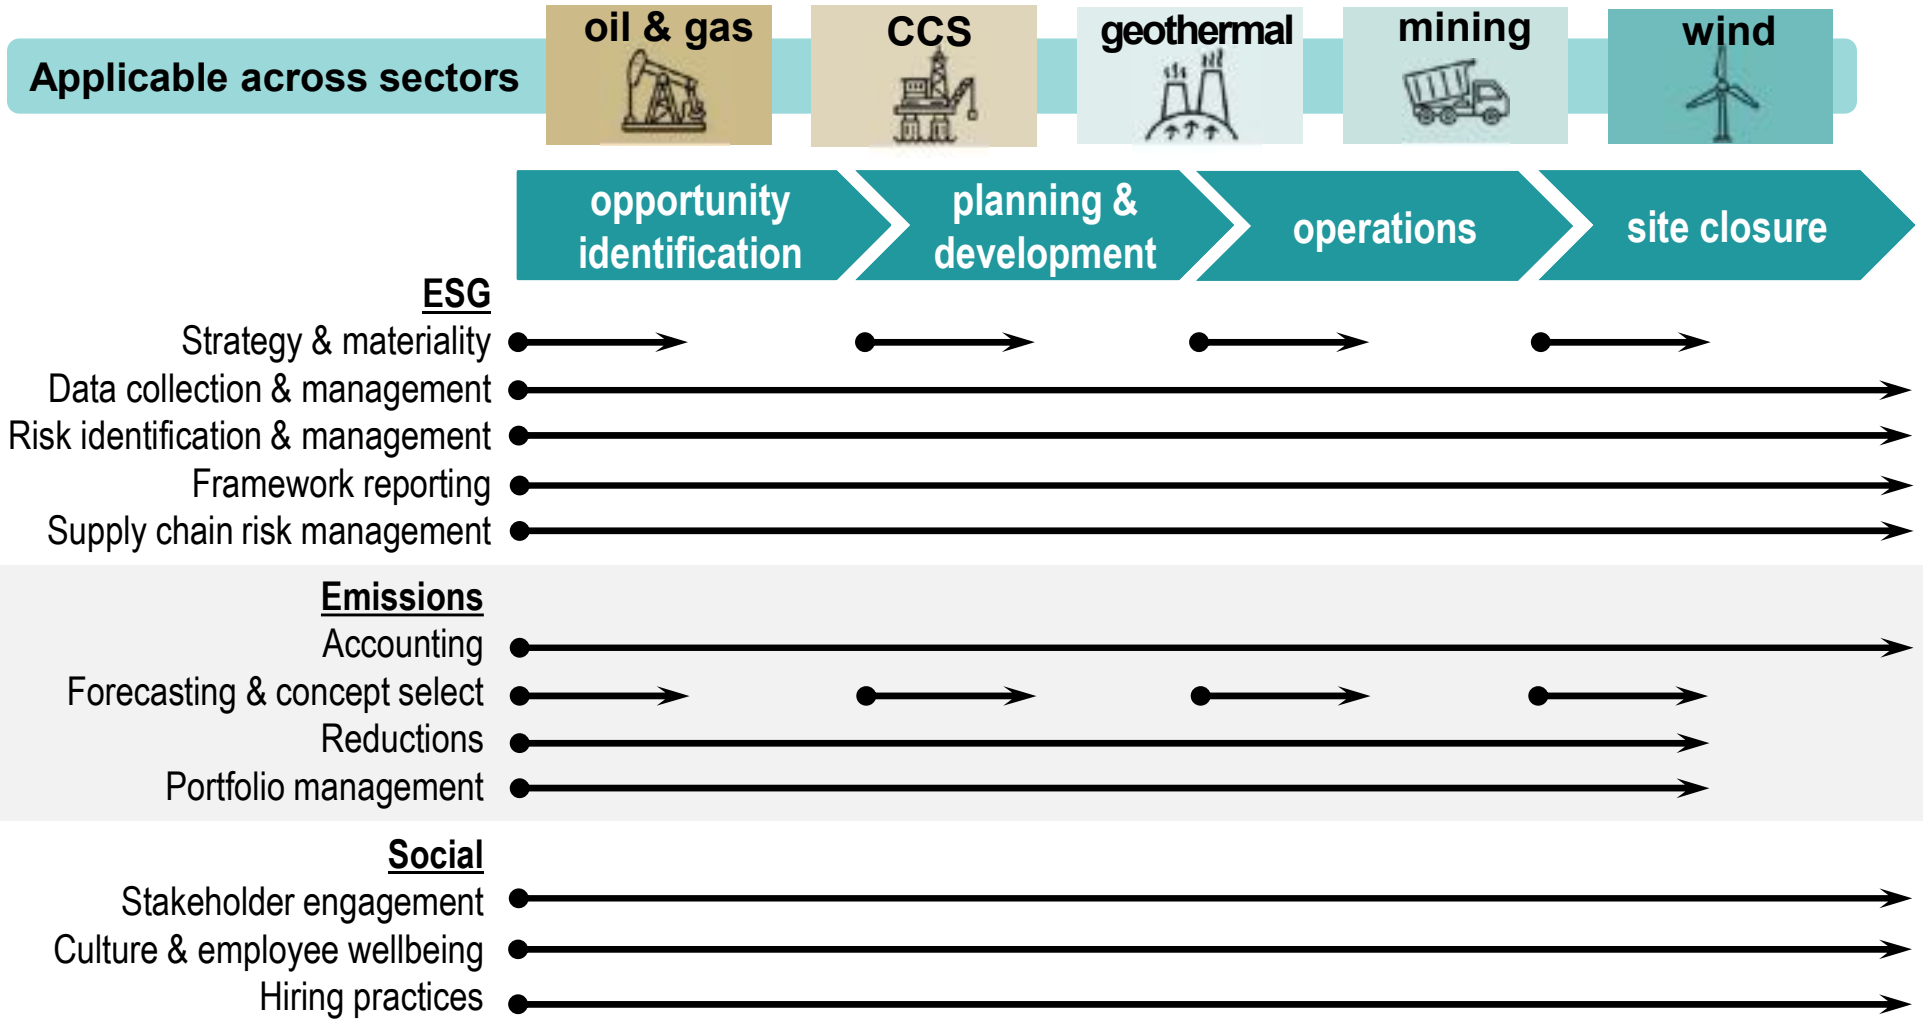 Applicable across sectors
oil & gas
CCS
geothermal
mining
wind
opportunity
identification
planning &
development
operations
site closure
ESG
Strategy & materiality
Data collection & management
Risk identification & management
Framework reporting
Supply chain risk management
Emissions
Accounting
Forecasting & concept select
Reductions
Portfolio management
Social
Stakeholder engagement
Culture & employee wellbeing
Hiring practices